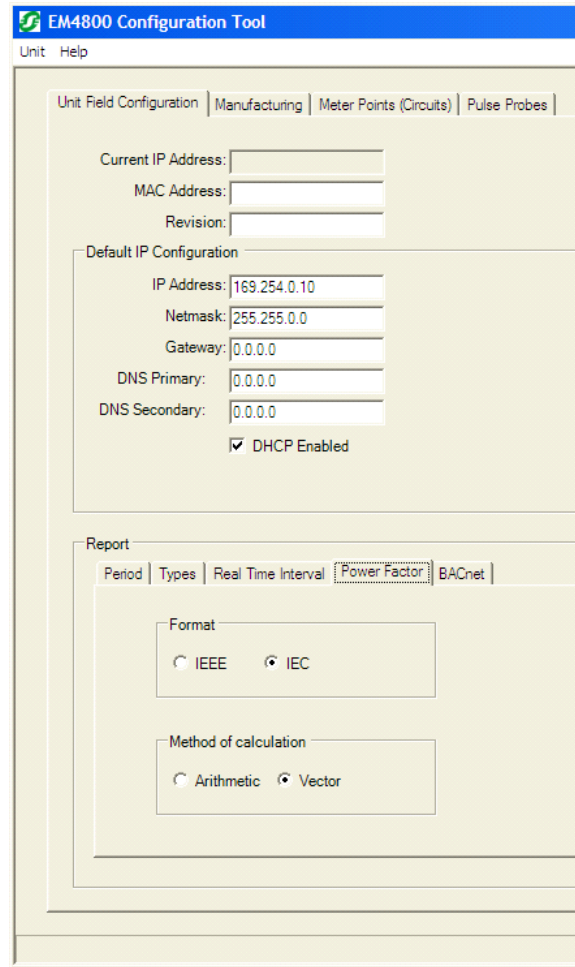 EM4800 Configuration Tool
Unit Help
Unit Field Configuration Manufacturing Meter Points (Circuits) Pulse Probes
Current IP Address:
MAC Address:
Revision:
Default IP Configuration
IP Address: 169.254.0.10
Netmask: 255.255.0.0
Gateway: 0.0.0.0
DNS Primary: 0.0.0.0
DNS Secondary: 0.0.0.0
DHCP Enabled
Report
Period Types Real Time Interval Power Factor BACnet
Format
IEEE IEC
Method of calculation
Arithmetic Vector